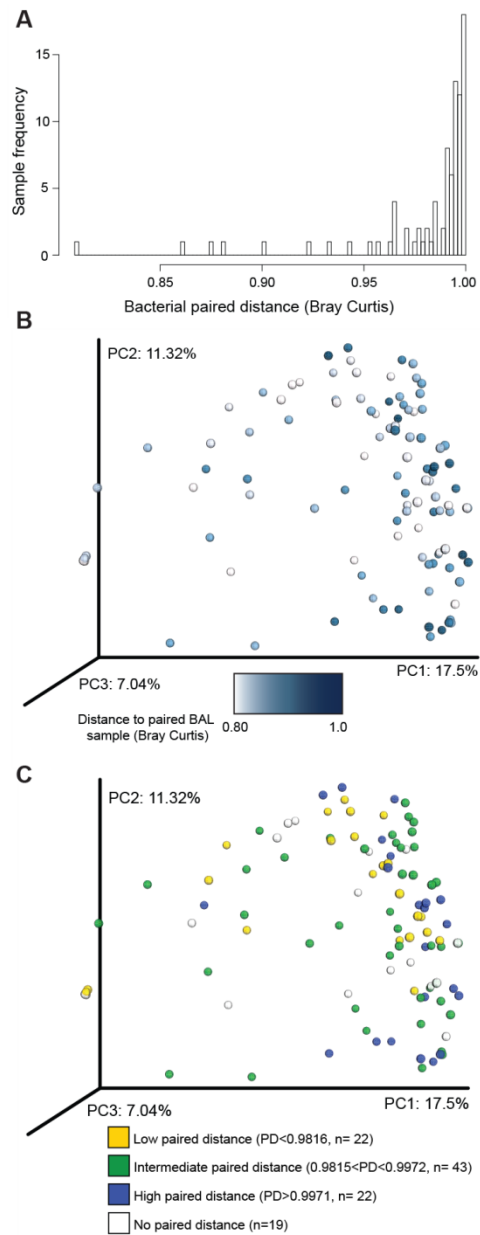 A
Sample frequency
15
10
5
0
0.85 0.90 0.95 1.00
Bacterial paired distance (Bray Curtis)
B
PC2: 11.32%
PC3: 7.04%
PC1: 17.5%
Distance to paired BAL
sample (Bray Curtis)
0.80 1.0
C
PC2: 11.32%
PC3: 7.04%
PC1: 17.5%
Low paired distance (PD<0.9816, n= 22)
Intermediate paired distance (0.9815<PD<0.9972, n= 43)
High paired distance (PD>0.9971, n= 22)
No paired distance (n=19)